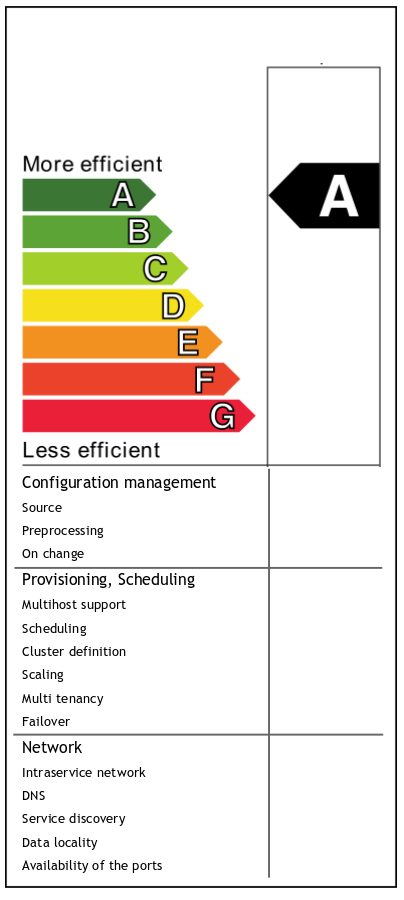 More efficient
A
A
B
C
D
E
F
G
Less efficient
Configuration management
Source
Preprocessing
On change
Provisioning, Scheduling
Multihost support
Scheduling
Cluster definition
Scaling
Multi tenancy
Failover
Network
Intraservice network
DNS
Service discovery
Data locality
Availability of the ports